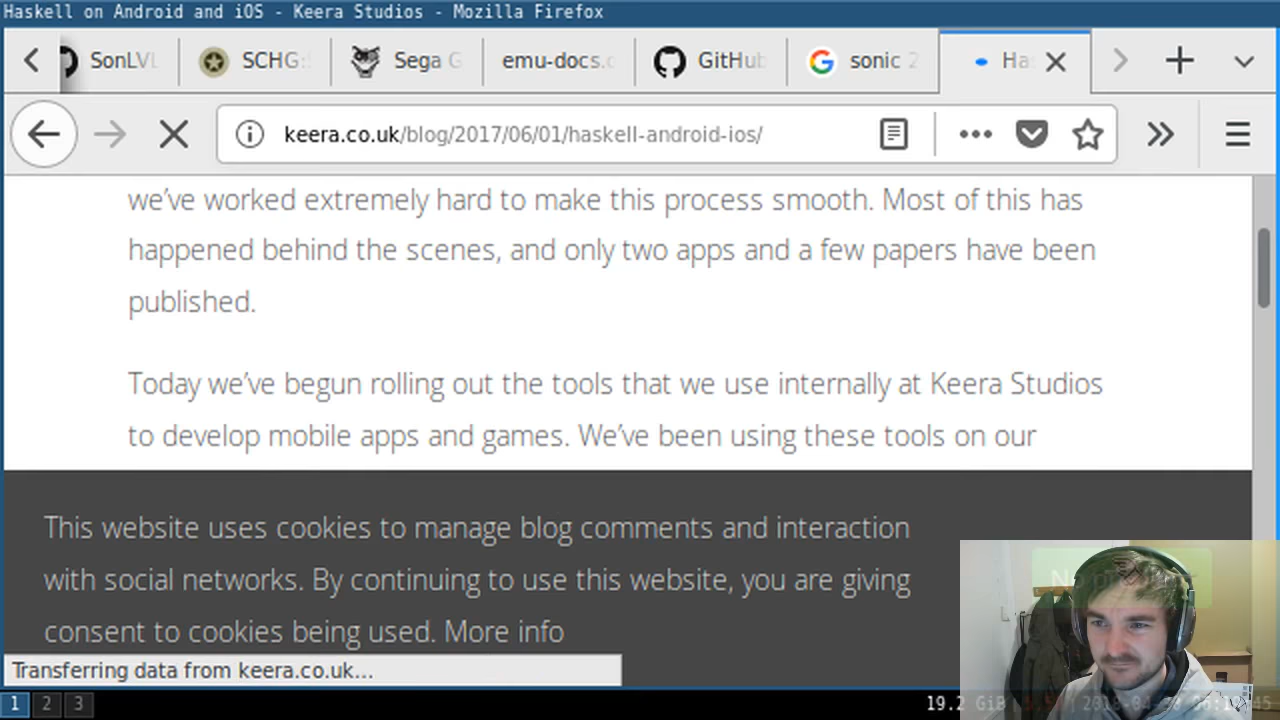 Haskell on Android and iOS - Keera Studios - Mozilla Firefox
SonLVL
SCHG:
Sega G
emu-docs.
GitHub
sonic 2
Ha
keera.co.uk/blog/2017/06/01/haskell-android-ios/
we've worked extremely hard to make this process smooth. Most of this has
happened behind the scenes, and only two apps and a few papers have been
published.
Today we've begun rolling out the tools that we use internally at Keera Studios
to develop mobile apps and games. We've been using these tools on our
This website uses cookies to manage blog comments and interaction
with social networks. By continuing to use this website, you are giving
consent to cookies being used. More info
Transferring data from keera.co.uk...
1 2 3
19.2 GiB